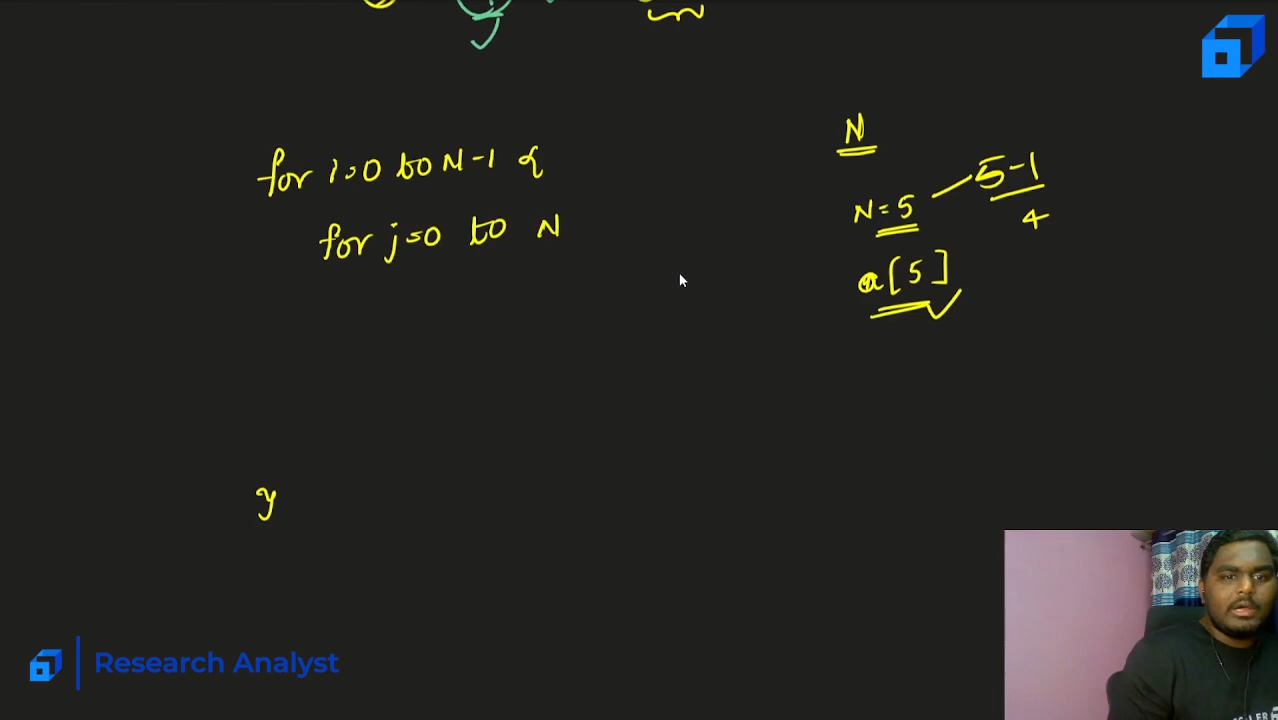 for i=0 to N-1 {
for j=0 to N
}
N
N=5
5-1
4
a[5]
Research Analyst